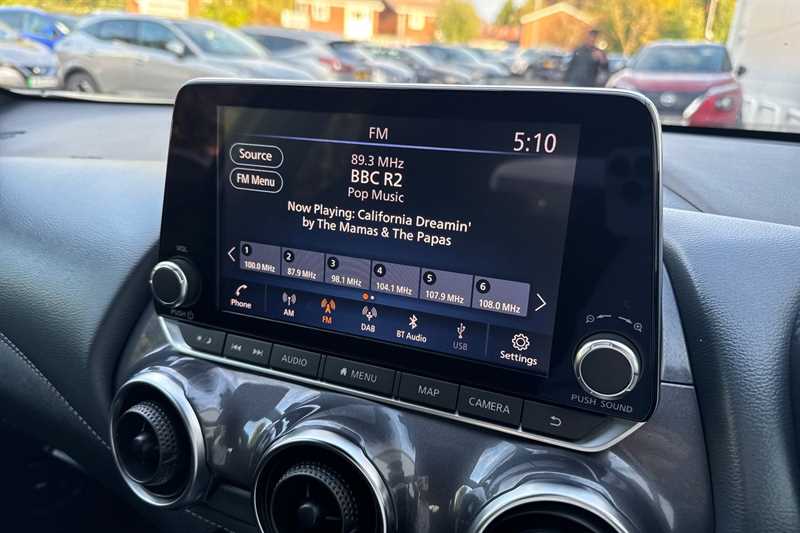 FM
5:10
Source
89.3 MHz
BBC R2
FM Menu
Pop Music
Now Playing: California Dreamin'
by The Mamas & The Papas
1 2 3 4 5 6
100.0 MHz 87.9 MHz 98.1 MHz 104.1 MHz 107.9 MHz 108.0 MHz
Phone AM FM DAB BT Audio USB Settings
VOL
PUSH
AUDIO MENU MAP CAMERA
PUSH SOUND